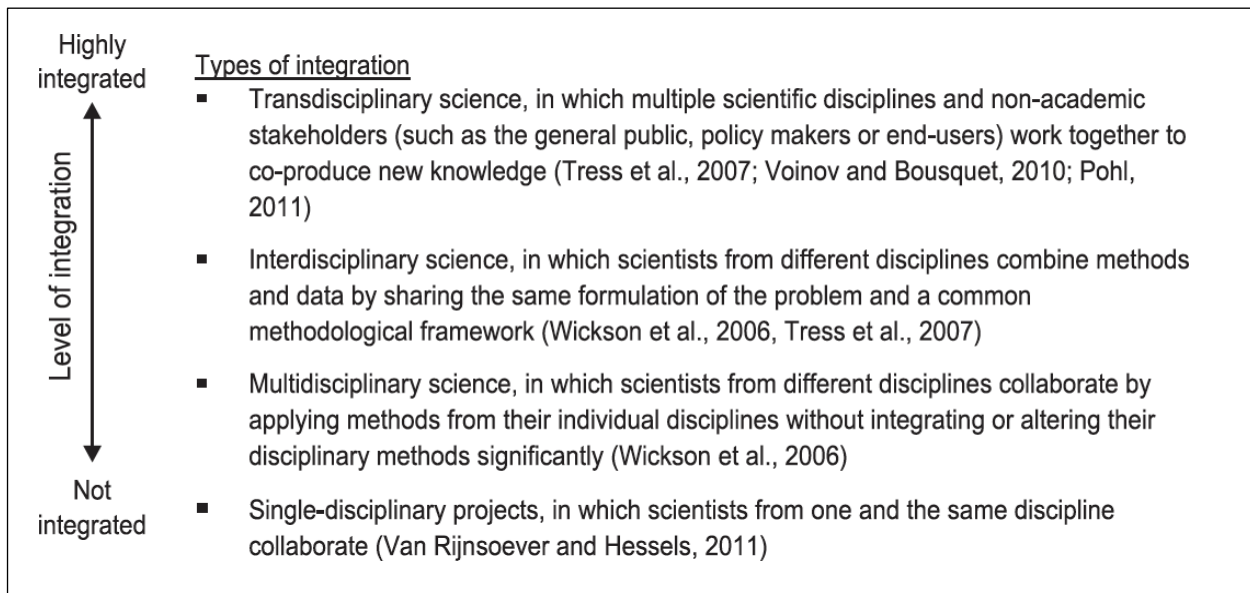 Highly
integrated
Level of integration
Not
integrated
Types of integration
▪ Transdisciplinary science, in which multiple scientific disciplines and non-academic
stakeholders (such as the general public, policy makers or end-users) work together to
co-produce new knowledge (Tress et al., 2007; Voinov and Bousquet, 2010; Pohl,
2011)
▪ Interdisciplinary science, in which scientists from different disciplines combine methods
and data by sharing the same formulation of the problem and a common
methodological framework (Wickson et al., 2006, Tress et al., 2007)
▪ Multidisciplinary science, in which scientists from different disciplines collaborate by
applying methods from their individual disciplines without integrating or altering their
disciplinary methods significantly (Wickson et al., 2006)
▪ Single-disciplinary projects, in which scientists from one and the same discipline
collaborate (Van Rijnsoever and Hessels, 2011)